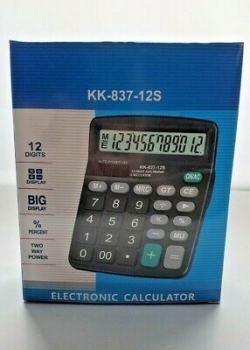 KK-837-12S
12
DIGITS
DISPLAY
BIG
DISPLAY
%
PERCENT
TWO
WAY
POWER
M
E
123456789012.
KK-837-12S
ON/AC
M+ M- MRC GT CE
7 8 9
4 5 6
1 2 3
0 00 • +
ELECTRONIC CALCULATOR